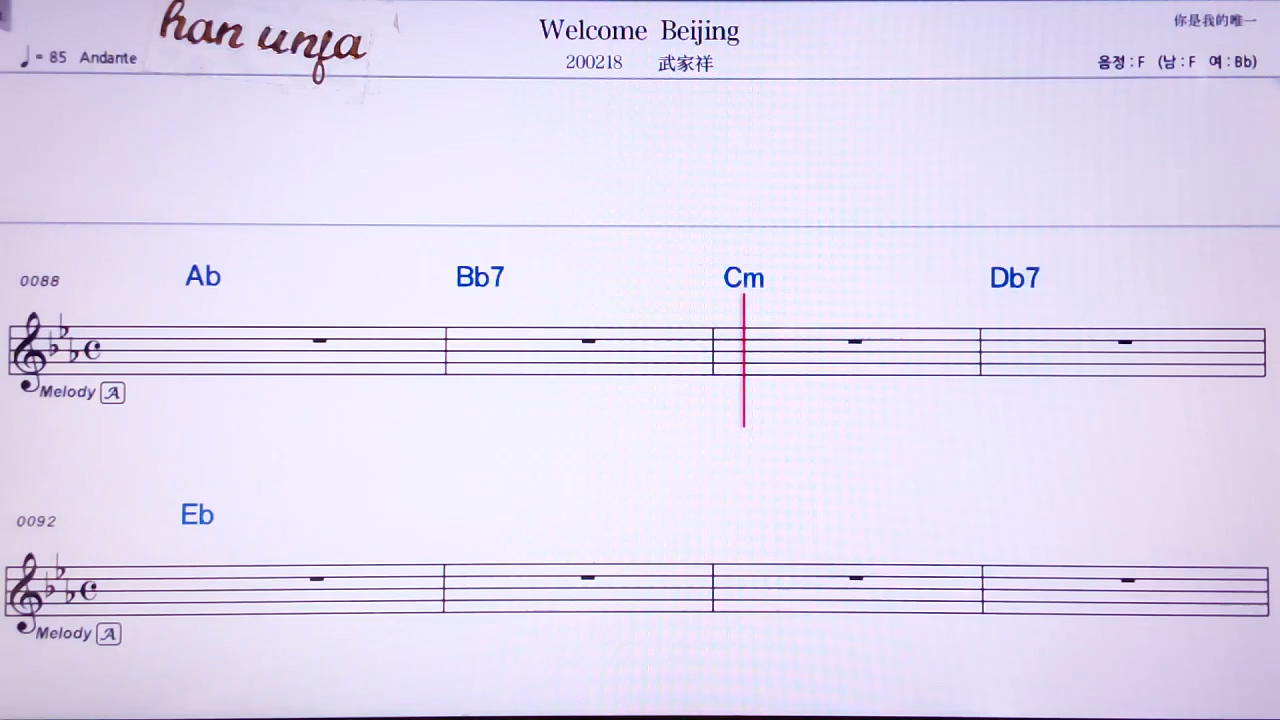 han unja
Welcome Beijing
你是我的唯一
♩ = 85 Andante
200218 武家祥
음정 : F (남 : F 여 : Bb)
0088 Ab Bb7 Cm Db7
Melody A
0092 Eb
Melody A